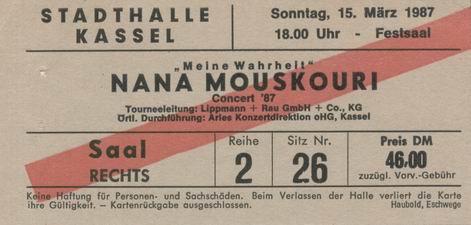 STADTHALLE
KASSEL
Sonntag, 15. März 1987
18.00 Uhr - Festsaal
„Meine Wahrheit"
NANA MOUSKOURI
Concert '87
Tourneeleitung: Lippmann + Rau GmbH + Co., KG
Örtl. Durchführung: Arles Konzertdirektion oHG, Kassel
Saal
RECHTS
Reihe
2
Sitz Nr.
26
Preis DM
46.00
zuzügl. Vorv.-Gebühr
Keine Haftung für Personen- und Sachschäden. Beim Verlassen der Halle verliert die Karte
ihre Gültigkeit. – Kartenrückgabe ausgeschlossen.
Haubold, Eschwege